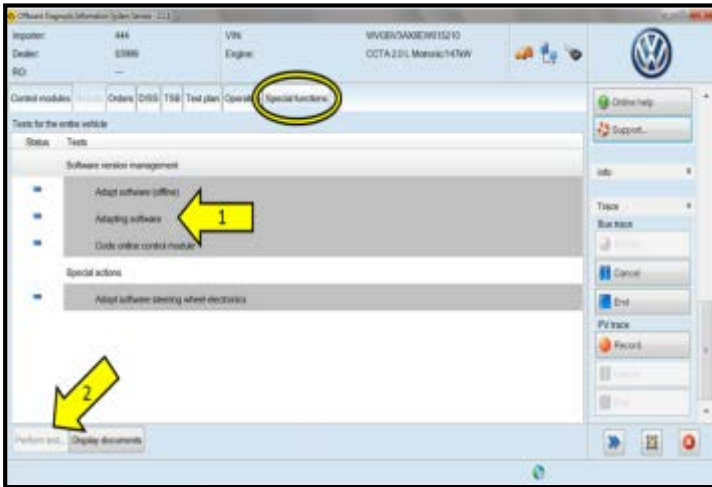 Offboard Diagnostic Information System Service
Importer: 444 VIN:
Dealer: Engine: CCTA 2.0 L Motronic/147kW
RO: ---
Control modules Orders DISS TSB Test plan Operation Special functions
Tests for the entire vehicle
Status Tests
Software version management
Adapt software (offline)
Adapting software
1
Code online control module
Special actions
Adapt software steering wheel electronics
2
Perform test... Display documents
Online help
Support...
Info
Trace
Bus trace
Cancel
End
PV trace
Record